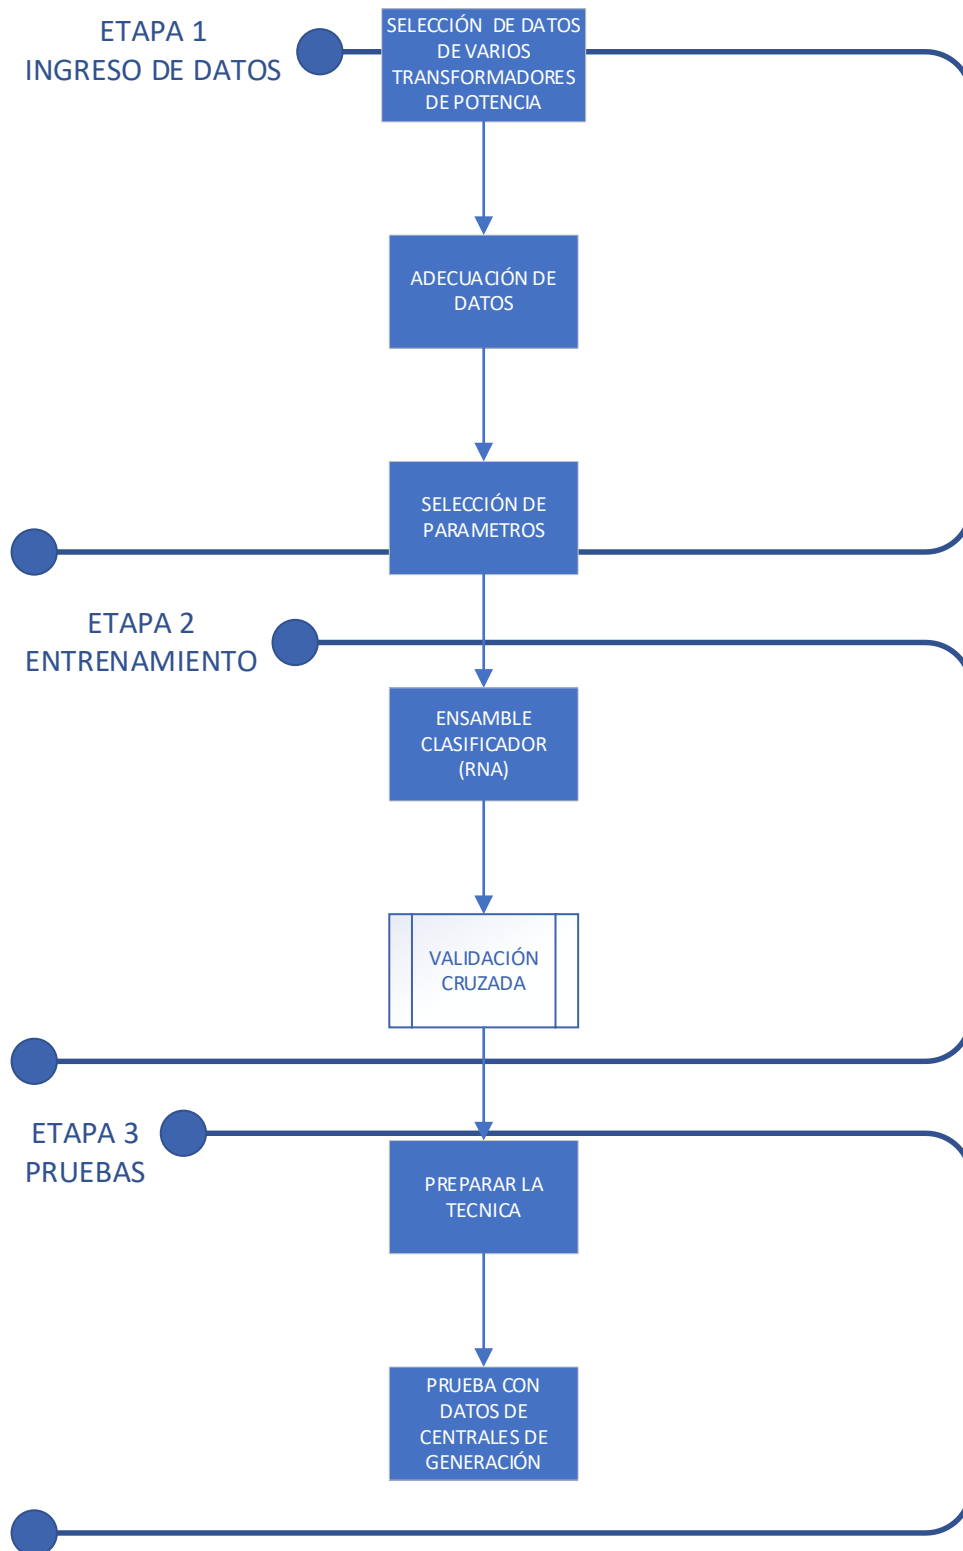 ETAPA 1
INGRESO DE DATOS
SELECCIÓN DE DATOS
DE VARIOS
TRANSFORMADORES
DE POTENCIA
ADECUACIÓN DE
DATOS
SELECCIÓN DE
PARAMETROS
ETAPA 2
ENTRENAMIENTO
ENSAMBLE
CLASIFICADOR
(RNA)
VALIDACIÓN
CRUZADA
ETAPA 3
PRUEBAS
PREPARAR LA
TECNICA
PRUEBA CON
DATOS DE
CENTRALES DE
GENERACIÓN